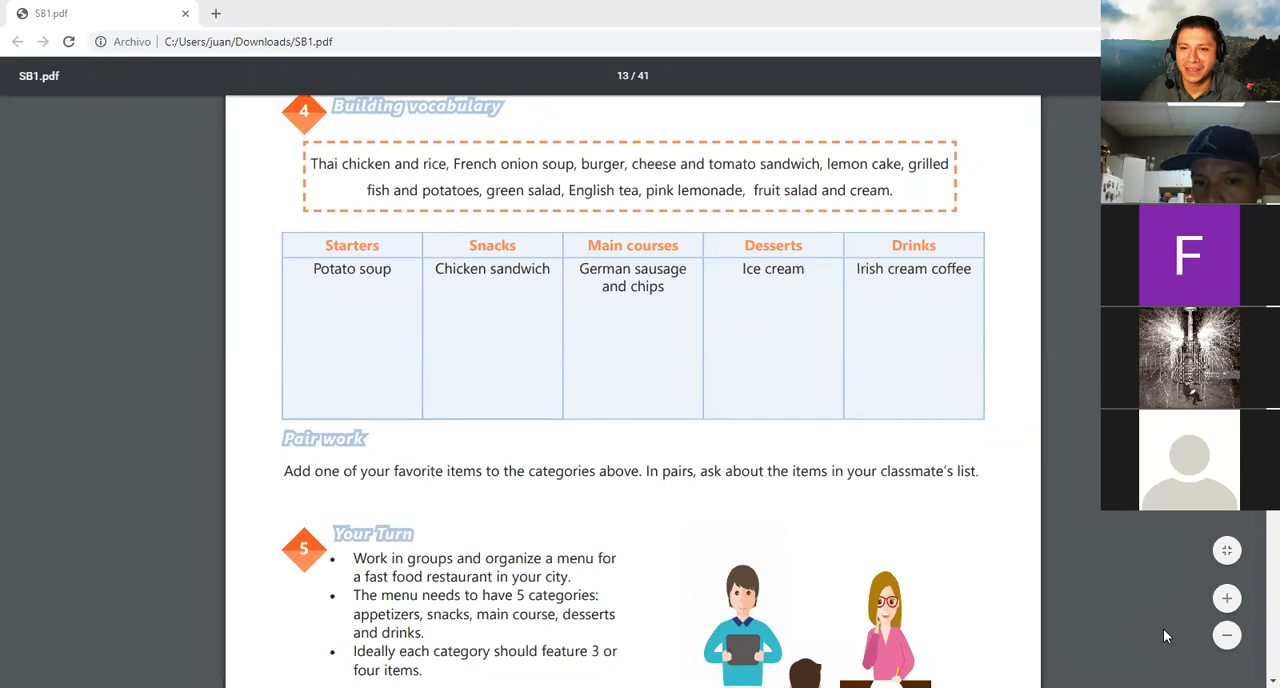 SB1.pdf
Archivo C:/Users/juan/Downloads/SB1.pdf
SB1.pdf
13 / 41
4 Building vocabulary
Thai chicken and rice, French onion soup, burger, cheese and tomato sandwich, lemon cake, grilled
fish and potatoes, green salad, English tea, pink lemonade, fruit salad and cream.
Starters Snacks Main courses Desserts Drinks
Potato soup Chicken sandwich German sausage Ice cream Irish cream coffee
and chips
Pair work
Add one of your favorite items to the categories above. In pairs, ask about the items in your classmate's list.
5 Your Turn
• Work in groups and organize a menu for
a fast food restaurant in your city.
• The menu needs to have 5 categories:
appetizers, snacks, main course, desserts
and drinks.
• Ideally each category should feature 3 or
four items.
F